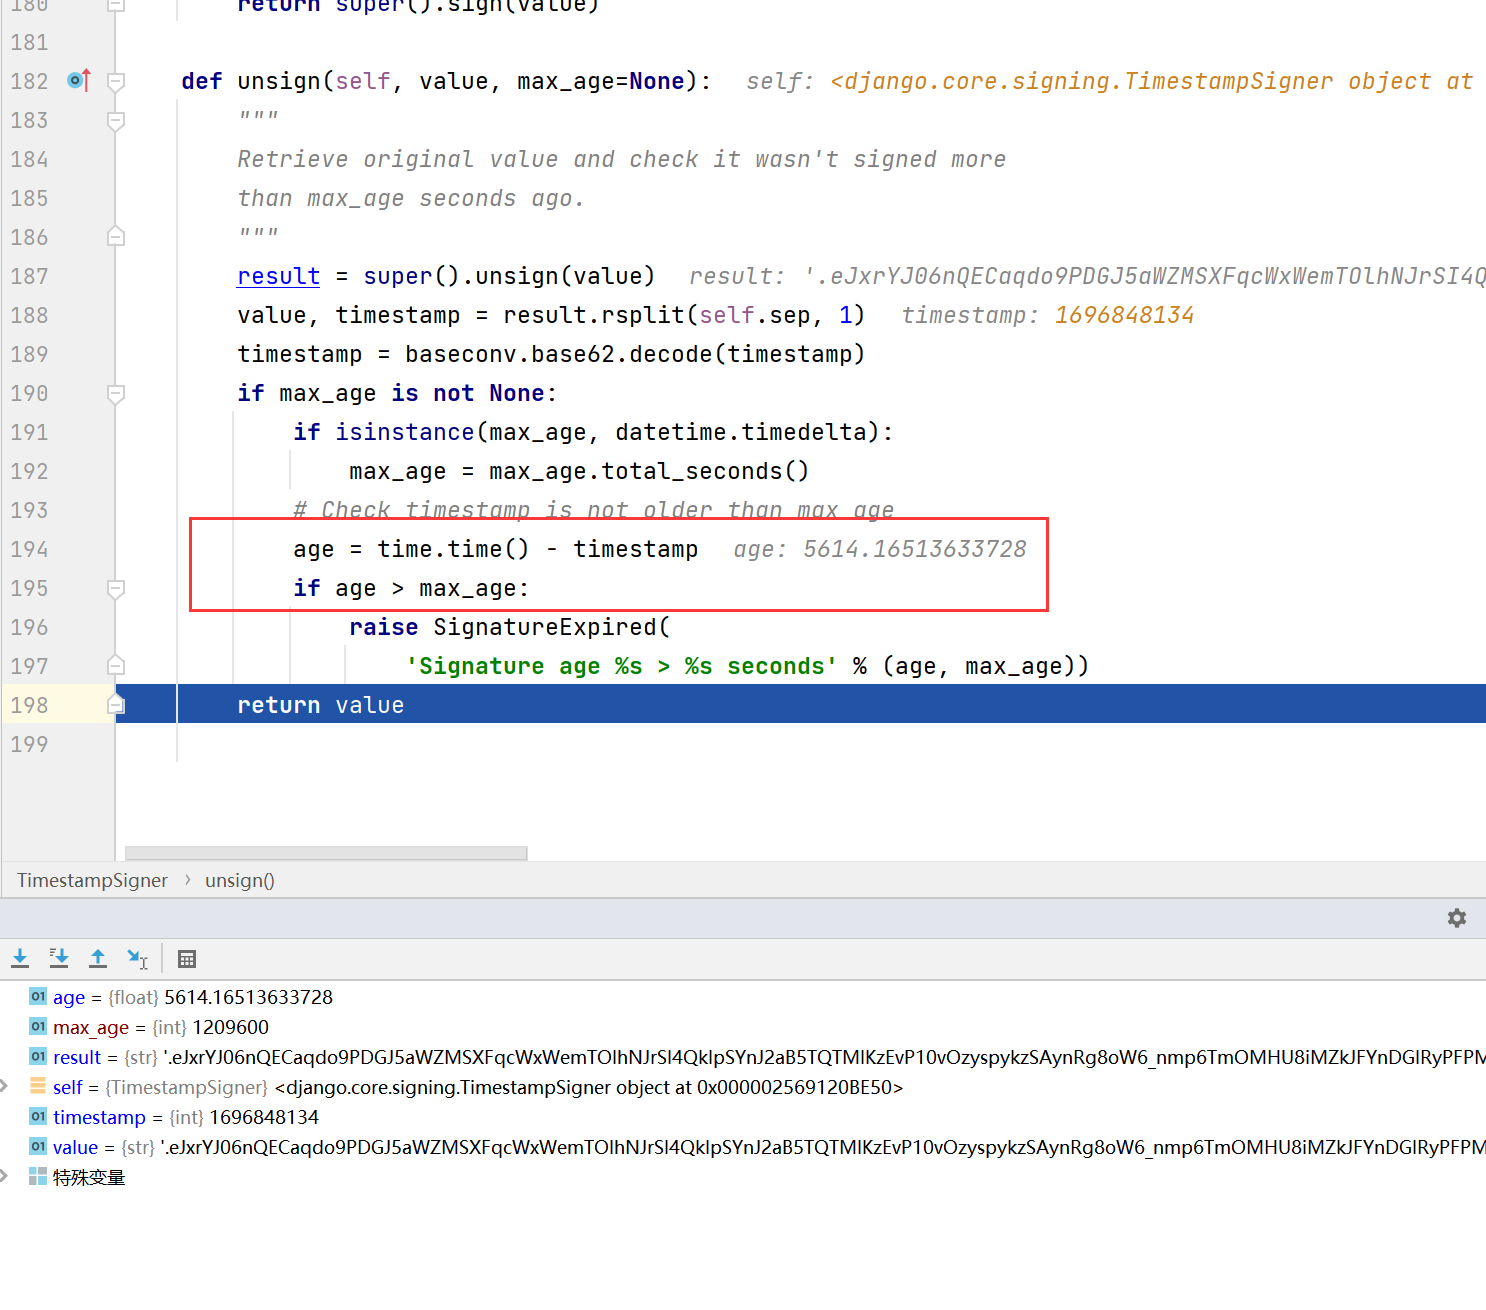 180 return super().sign(value)
181
182 def unsign(self, value, max_age=None): self: <django.core.signing.TimestampSigner object at
183 """
184 Retrieve original value and check it wasn't signed more
185 than max_age seconds ago.
186 """
187 result = super().unsign(value) result: '.eJxrYJ06nQECaqdo9PDGJ5aWZMSXFqcWxWemTOlhNJrSI4Q
188 value, timestamp = result.rsplit(self.sep, 1) timestamp: 1696848134
189 timestamp = baseconv.base62.decode(timestamp)
190 if max_age is not None:
191 if isinstance(max_age, datetime.timedelta):
192 max_age = max_age.total_seconds()
193 # Check timestamp is not older than max_age
194 age = time.time() - timestamp age: 5614.16513633728
195 if age > max_age:
196 raise SignatureExpired(
197 'Signature age %s > %s seconds' % (age, max_age))
198 return value
199
TimestampSigner › unsign()
01 age = {float} 5614.16513633728
01 max_age = {int} 1209600
01 result = {str} '.eJxrYJ06nQECaqdo9PDGJ5aWZMSXFqcWxWemTOlhNJrSI4QklpSYnJ2aB5TQTMlKzEvP10vOzyspykzSAynRg8oW6_nmp6TmOMHU8iMZkJFYnDGlRyPFPM
self = {TimestampSigner} <django.core.signing.TimestampSigner object at 0x000002569120BE50>
01 timestamp = {int} 1696848134
01 value = {str} '.eJxrYJ06nQECaqdo9PDGJ5aWZMSXFqcWxWemTOlhNJrSI4QklpSYnJ2aB5TQTMlKzEvP10vOzyspykzSAynRg8oW6_nmp6TmOMHU8iMZkJFYnDGlRyPFPM
特殊变量